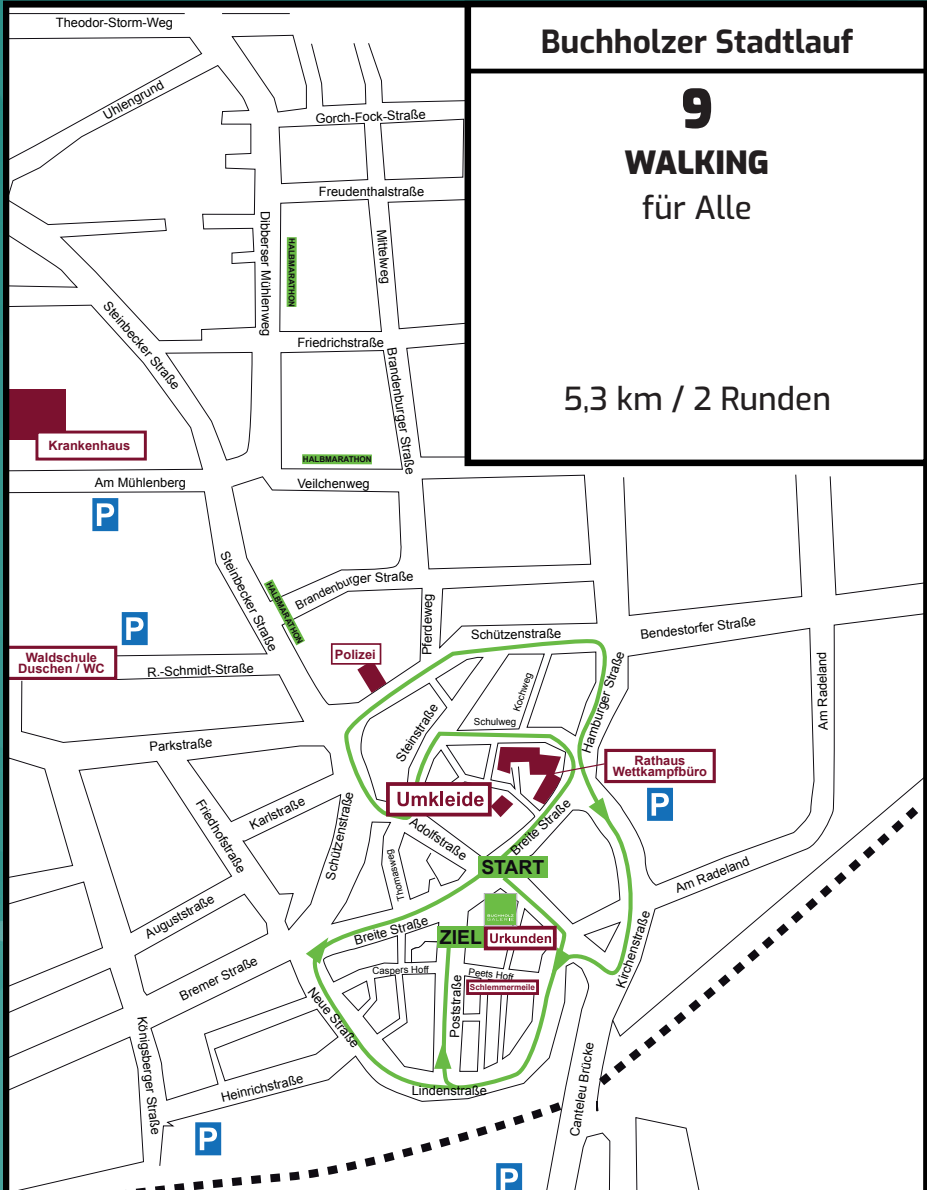 Theodor-Storm-Weg
Buchholzer Stadtlauf
Uhlengrund
9
WALKING
für Alle
5,3 km / 2 Runden
Gorch-Fock-Straße
Freudenthalstraße
Dibberser Mühlenweg
HALBMARATHON
Mittelweg
Steinbecker Straße
Friedrichstraße
Brandenburger Straße
Krankenhaus
HALBMARATHON
Am Mühlenberg
Veilchenweg
P
Steinbecker Straße
HALBMARATHON
Brandenburger Straße
Pferdeweg
P
Schützenstraße
Bendestorfer Straße
Waldschule
Duschen / WC
R.-Schmidt-Straße
Polizei
Hamburger Straße
Am Radeland
Kochweg
Steinstraße
Schulweg
Parkstraße
Rathaus
Wettkampfbüro
P
Umkleide
Friedhofstraße
Karlstraße
Schützenstraße
Adolfstraße
Breite Straße
Thomasweg
START
Am Radeland
BUCHHOLZ
GALERIE
Auguststraße
Breite Straße
ZIEL
Urkunden
Kirchenstraße
Bremer Straße
Caspers Hoff
Peets Hoff
Schlemmermeile
Neue Straße
Poststraße
Königsberger Straße
Heinrichstraße
Lindenstraße
Canteleu Brücke
P
P